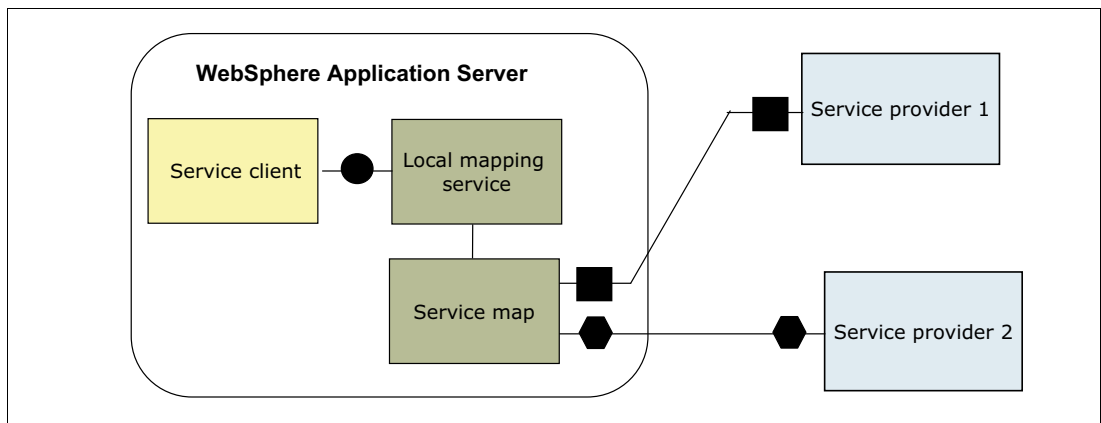 WebSphere Application Server
Service client
Local mapping
service
Service map
Service provider 1
Service provider 2